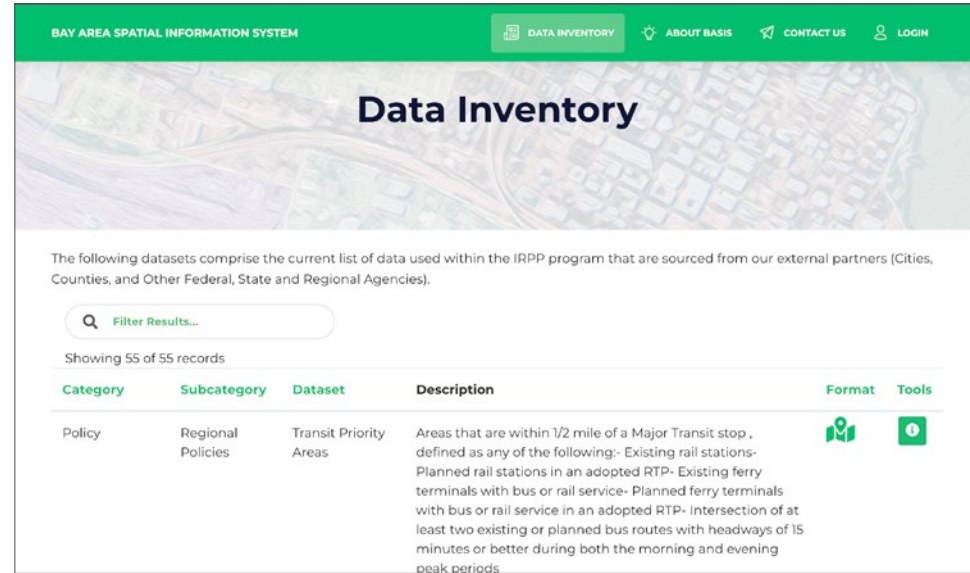 BAY AREA SPATIAL INFORMATION SYSTEM DATA INVENTORY ABOUT BASIS CONTACT US LOGIN
Data Inventory
The following datasets comprise the current list of data used within the IRPP program that are sourced from our external partners (Cities,
Counties, and Other Federal, State and Regional Agencies).
Filter Results...
Showing 55 of 55 records
Category Subcategory Dataset Description Format Tools
Policy Regional Transit Priority Areas that are within 1/2 mile of a Major Transit stop ,
Policies Areas defined as any of the following:- Existing rail stations-
Planned rail stations in an adopted RTP- Existing ferry
terminals with bus or rail service- Planned ferry terminals
with bus or rail service in an adopted RTP- Intersection of at
least two existing or planned bus routes with headways of 15
minutes or better during both the morning and evening
peak periods